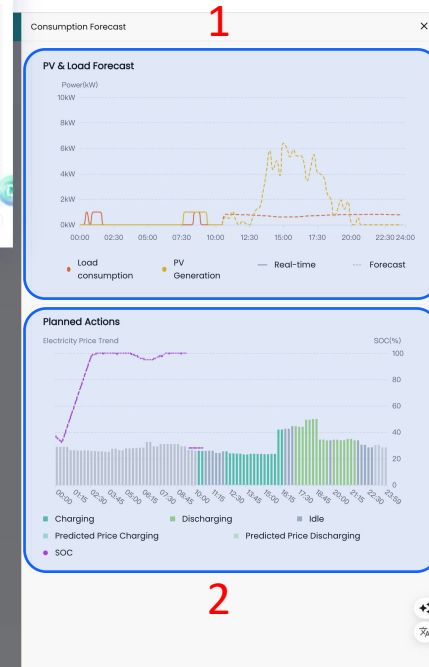 1
Consumption Forecast
PV & Load Forecast
Power(kW)
10kW
8kW
6kW
4kW
2kW
0kW
00:00 02:30 05:00 07:30 10:00 12:30 15:00 17:30 20:00 22:30 24:00
Load consumption
PV Generation
Real-time
Forecast
Planned Actions
Electricity Price Trend SOC(%)
100
80
60
40
20
0
00:00 01:15 02:30 03:45 05:00 06:15 07:30 08:45 10:00 11:15 12:30 13:45 15:00 16:15 17:30 18:45 20:00 21:15 22:30 23:59
Charging Discharging Idle
Predicted Price Charging Predicted Price Discharging
SOC
2